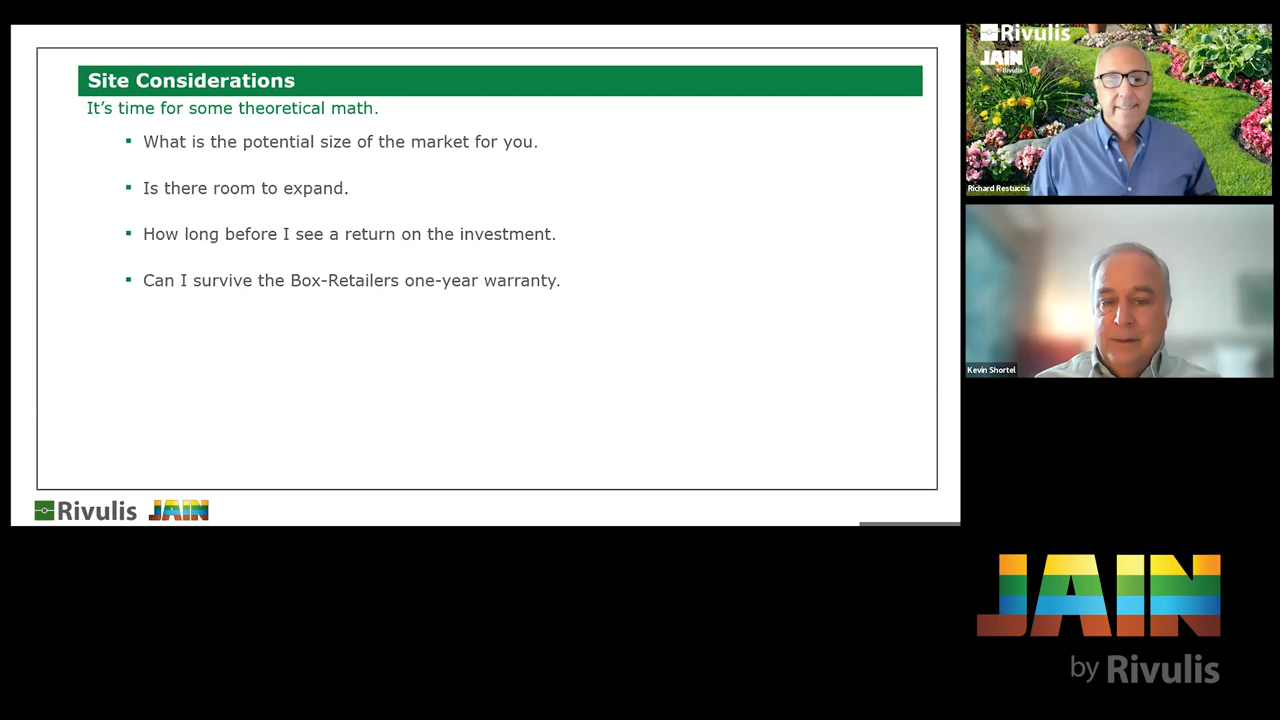 Site Considerations
It's time for some theoretical math.
What is the potential size of the market for you.
Is there room to expand.
How long before I see a return on the investment.
Can I survive the Box-Retailers one-year warranty.
Rivulis JAIN
Rivulis
JAIN
by Rivulis
Richard Restuccia
Kevin Shortel
JAIN
by Rivulis